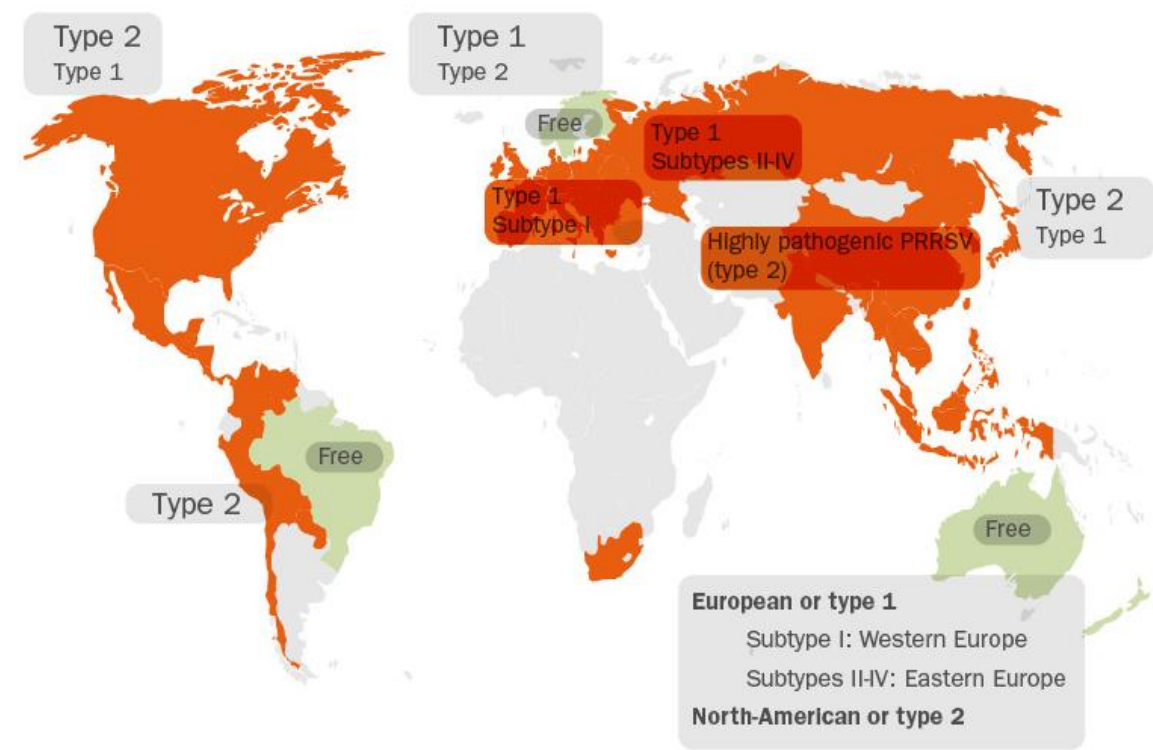 Type 2
Type 1
Type 1
Type 2
Free
Type 1
Subtypes II-IV
Type 1
Subtype I
Type 2
Type 1
Highly pathogenic PRRSV
(type 2)
Free
Type 2
Free
European or type 1
Subtype I: Western Europe
Subtypes II-IV: Eastern Europe
North-American or type 2